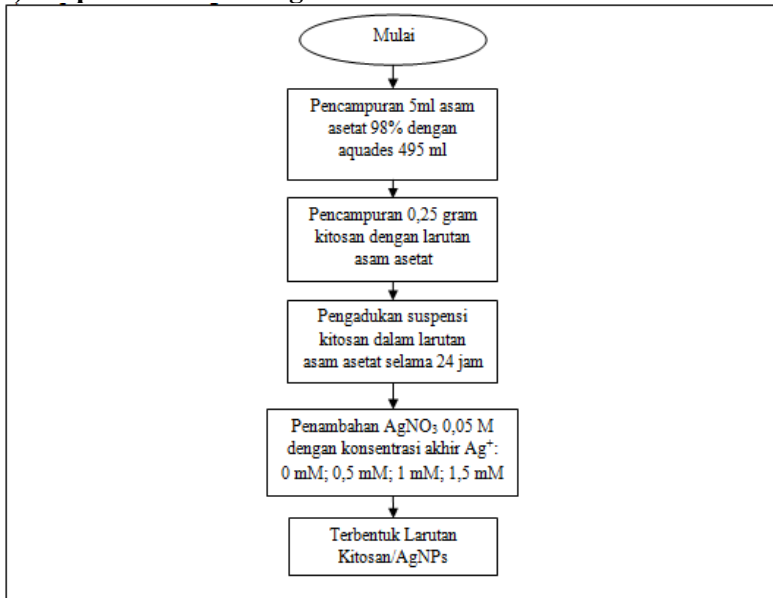 Mulai
Pencampuran 5ml asam
asetat 98% dengan
aquades 495 ml
Pencampuran 0,25 gram
kitosan dengan larutan
asam asetat
Pengadukan suspensi
kitosan dalam larutan
asam asetat selama 24 jam
Penambahan AgNO₃ 0,05 M
dengan konsentrasi akhir Ag⁺:
0 mM; 0,5 mM; 1 mM; 1,5 mM
Terbentuk Larutan
Kitosan/AgNPs